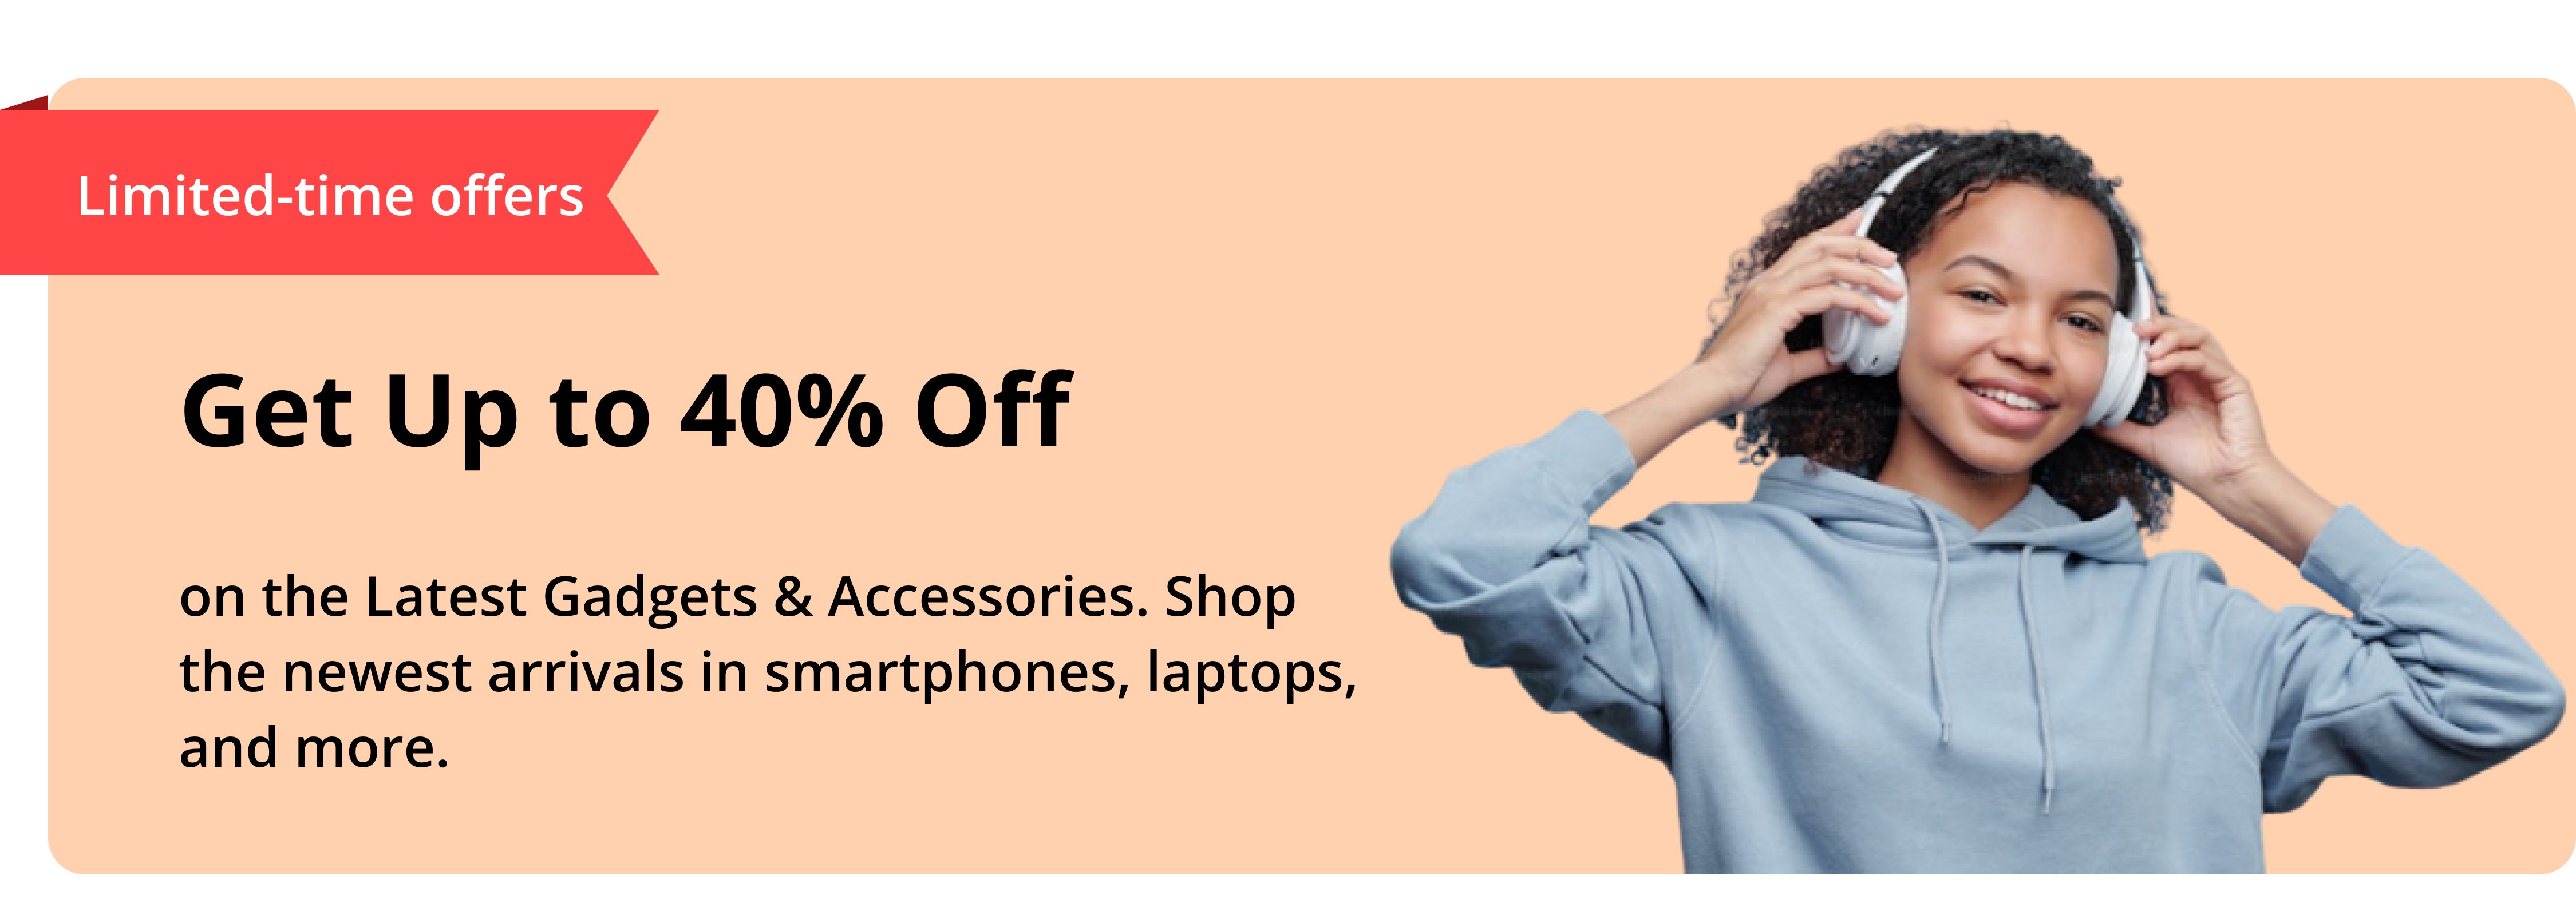 Limited-time offers
Get Up to 40% Off
on the Latest Gadgets & Accessories. Shop
the newest arrivals in smartphones, laptops,
and more.